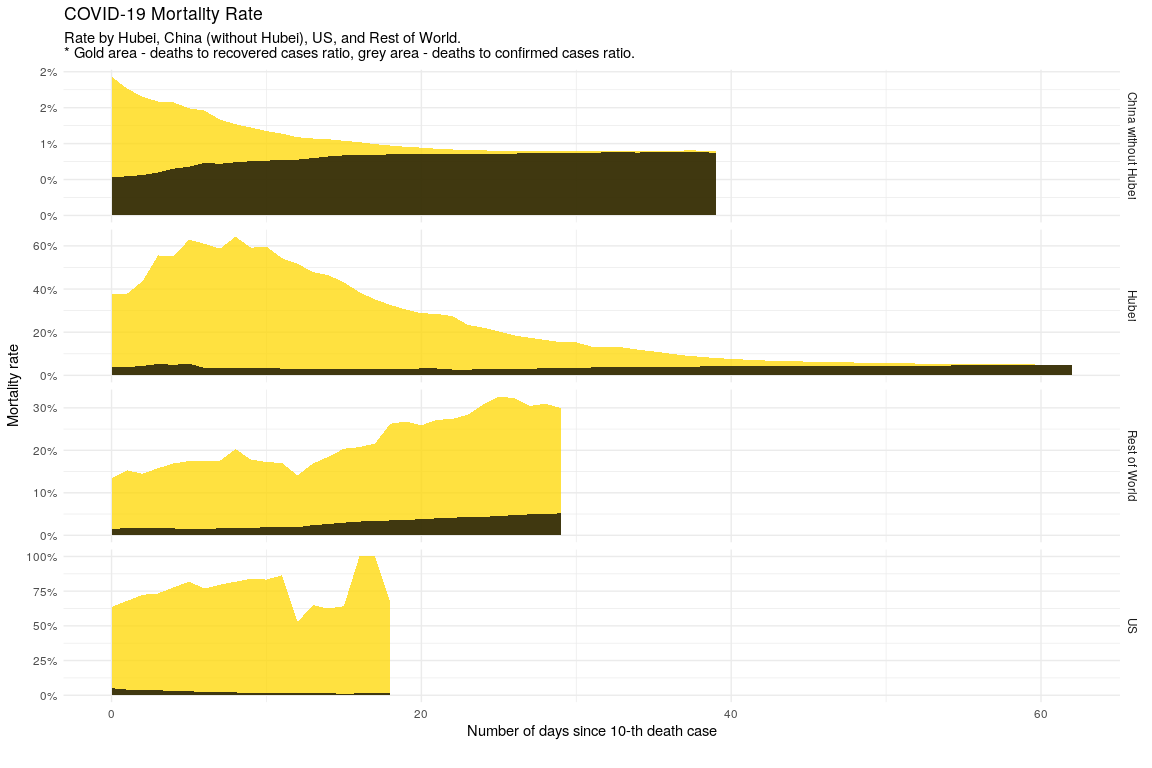 COVID-19 Mortality Rate
Rate by Hubei, China (without Hubei), US, and Rest of World.
* Gold area - deaths to recovered cases ratio, grey area - deaths to confirmed cases ratio.
Mortality rate
2%
2%
1%
0%
0%
China without Hubei
60%
40%
20%
0%
Hubei
30%
20%
10%
0%
Rest of World
100%
75%
50%
25%
0%
US
0 20 40 60
Number of days since 10-th death case